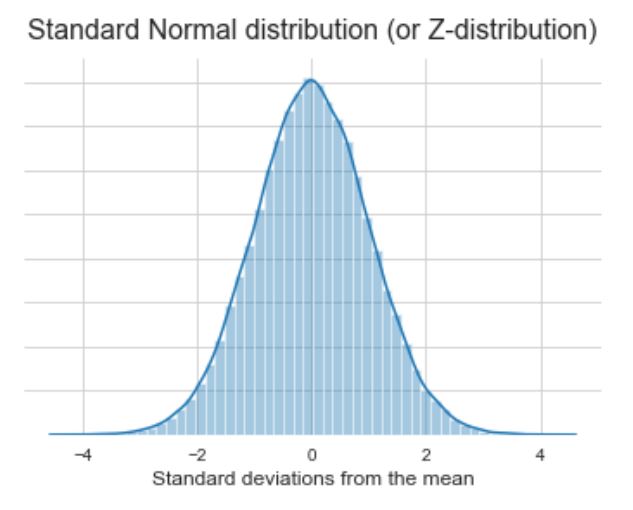 Standard Normal distribution (or Z-distribution)
−4 −2 0 2 4
Standard deviations from the mean